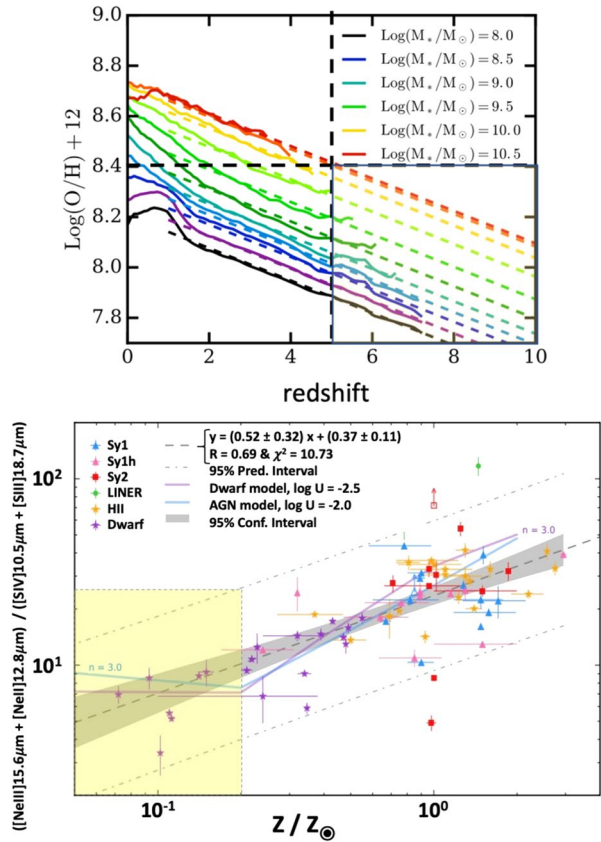 9.0
8.8
8.6
8.4
8.2
8.0
7.8
Log(O/H) + 12
Log(M∗/M⊙) = 8.0
Log(M∗/M⊙) = 8.5
Log(M∗/M⊙) = 9.0
Log(M∗/M⊙) = 9.5
Log(M∗/M⊙) = 10.0
Log(M∗/M⊙) = 10.5
0 2 4 6 8 10
redshift
([NeIII]15.6μm + [NeII]12.8μm) / ([SIV]10.5μm + [SIII]18.7μm)
10²
10¹
Sy1
Sy1h
Sy2
LINER
HII
Dwarf
y = (0.52 ± 0.32) x + (0.37 ± 0.11)
R = 0.69 & χ² = 10.73
95% Pred. Interval
Dwarf model, log U = -2.5
AGN model, log U = -2.0
95% Conf. Interval
n = 3.0
n = 3.0
10⁻¹ 10⁰
Z / Z⊙